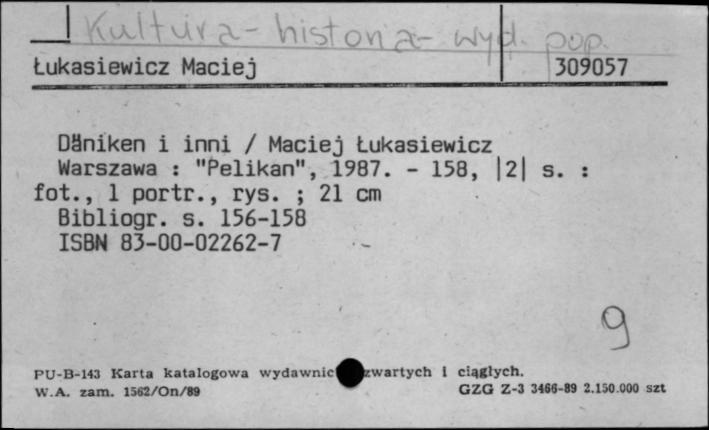 Kultura - historia - wyd. pop.
Łukasiewicz Maciej 309057
Däniken i inni / Maciej Łukasiewicz
Warszawa : "Pelikan", 1987. - 158, |2| s. :
fot., 1 portr., rys. ; 21 cm
Bibliogr. s. 156-158
ISBN 83-00-02262-7
9
PU-B-143 Karta katalogowa wydawnic zwartych i ciągłych.
W.A. zam. 1562/On/89 GZG Z-3 3466-89 2.150.000 szt